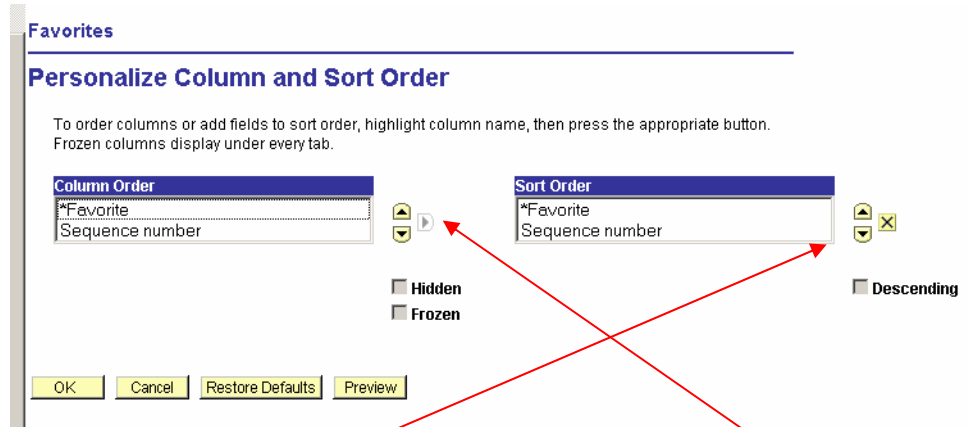 Favorites
Personalize Column and Sort Order
To order columns or add fields to sort order, highlight column name, then press the appropriate button.
Frozen columns display under every tab.
Column Order
*Favorite
Sequence number
Sort Order
*Favorite
Sequence number
Hidden
Frozen
Descending
OK Cancel Restore Defaults Preview